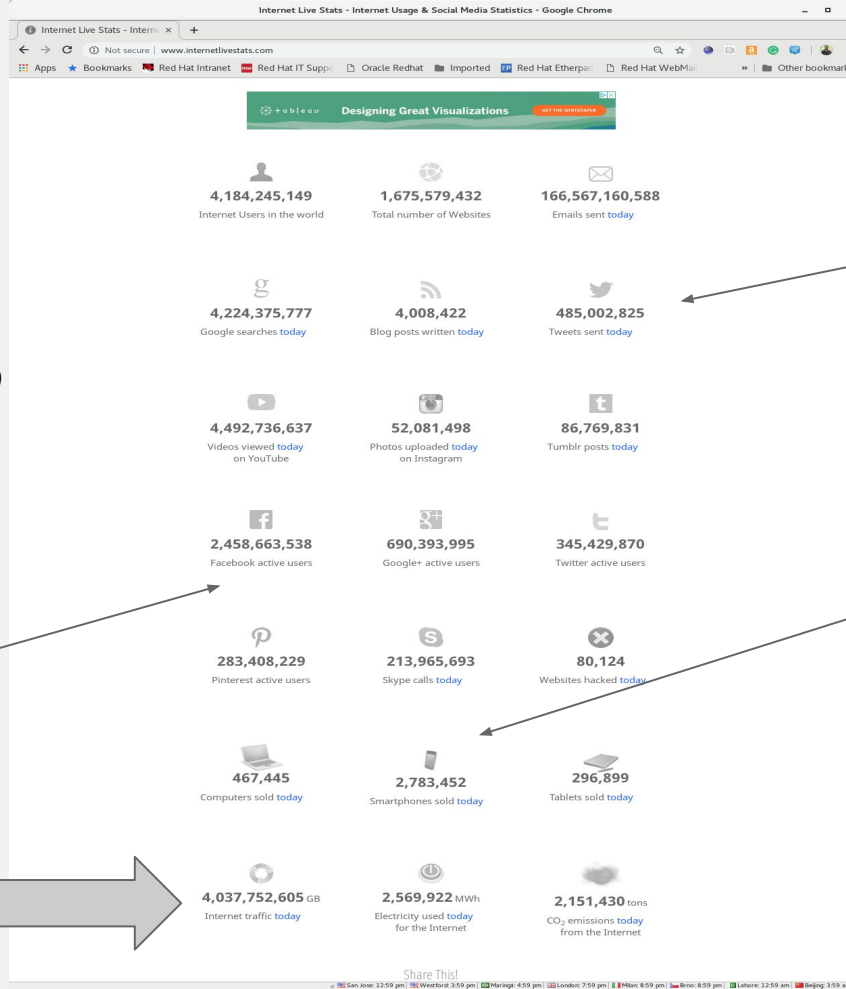 Internet Live Stats - Internet Usage & Social Media Statistics - Google Chrome
Internet Live Stats - Intern
Not secure | www.internetlivestats.com
Apps Bookmarks Red Hat Intranet Red Hat IT Suppo Oracle Redhat Imported EP Red Hat Etherpad Red Hat WebMail » Other bookmark
tableau Designing Great Visualizations GET THE WHITEPAPER
4,184,245,149 1,675,579,432 166,567,160,588
Internet Users in the world Total number of Websites Emails sent today
4,224,375,777 4,008,422 485,002,825
Google searches today Blog posts written today Tweets sent today
4,492,736,637 52,081,498 86,769,831
Videos viewed today Photos uploaded today Tumblr posts today
on YouTube on Instagram
2,458,663,538 690,393,995 345,429,870
Facebook active users Google+ active users Twitter active users
283,408,229 213,965,693 80,124
Pinterest active users Skype calls today Websites hacked today
467,445 2,783,452 296,899
Computers sold today Smartphones sold today Tablets sold today
4,037,752,605 GB 2,569,922 MWh 2,151,430 tons
Internet traffic today Electricity used today CO₂ emissions today
for the Internet from the Internet
Share This!
San Jose: 12:59 pm Westford: 3:59 pm Maringá: 4:59 pm London: 7:59 pm Milan: 8:59 pm Brno: 8:59 pm Lahore: 12:59 am Beijing: 3:59 a